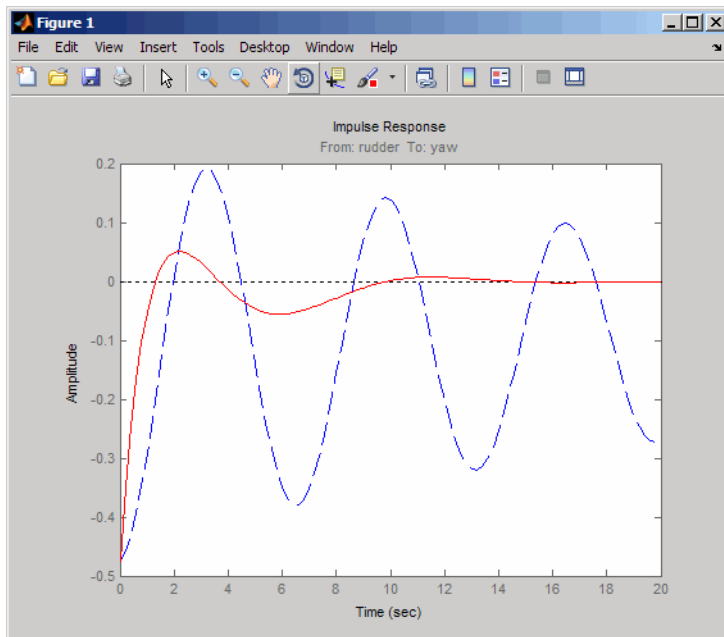 Figure 1
File Edit View Insert Tools Desktop Window Help
Impulse Response
From: rudder To: yaw
0.2
0.1
0
-0.1
-0.2
-0.3
-0.4
-0.5
Amplitude
0 2 4 6 8 10 12 14 16 18 20
Time (sec)